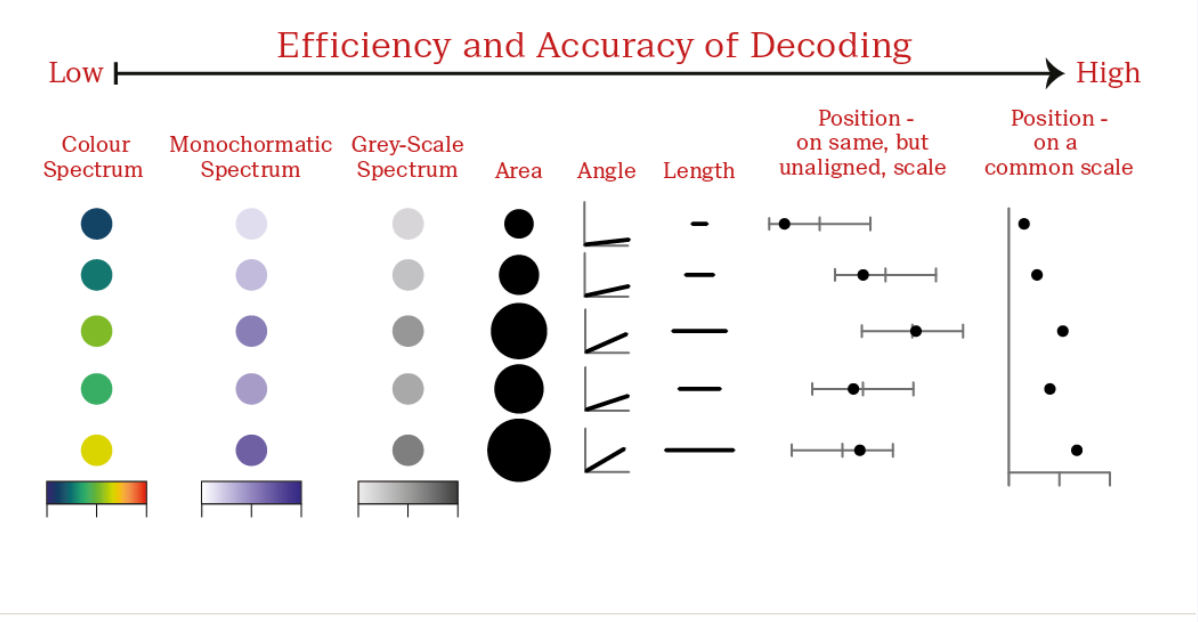 Efficiency and Accuracy of Decoding
Low
High
Colour
Spectrum
Monochormatic
Spectrum
Grey-Scale
Spectrum
Area
Angle
Length
Position -
on same, but
unaligned, scale
Position -
on a
common scale